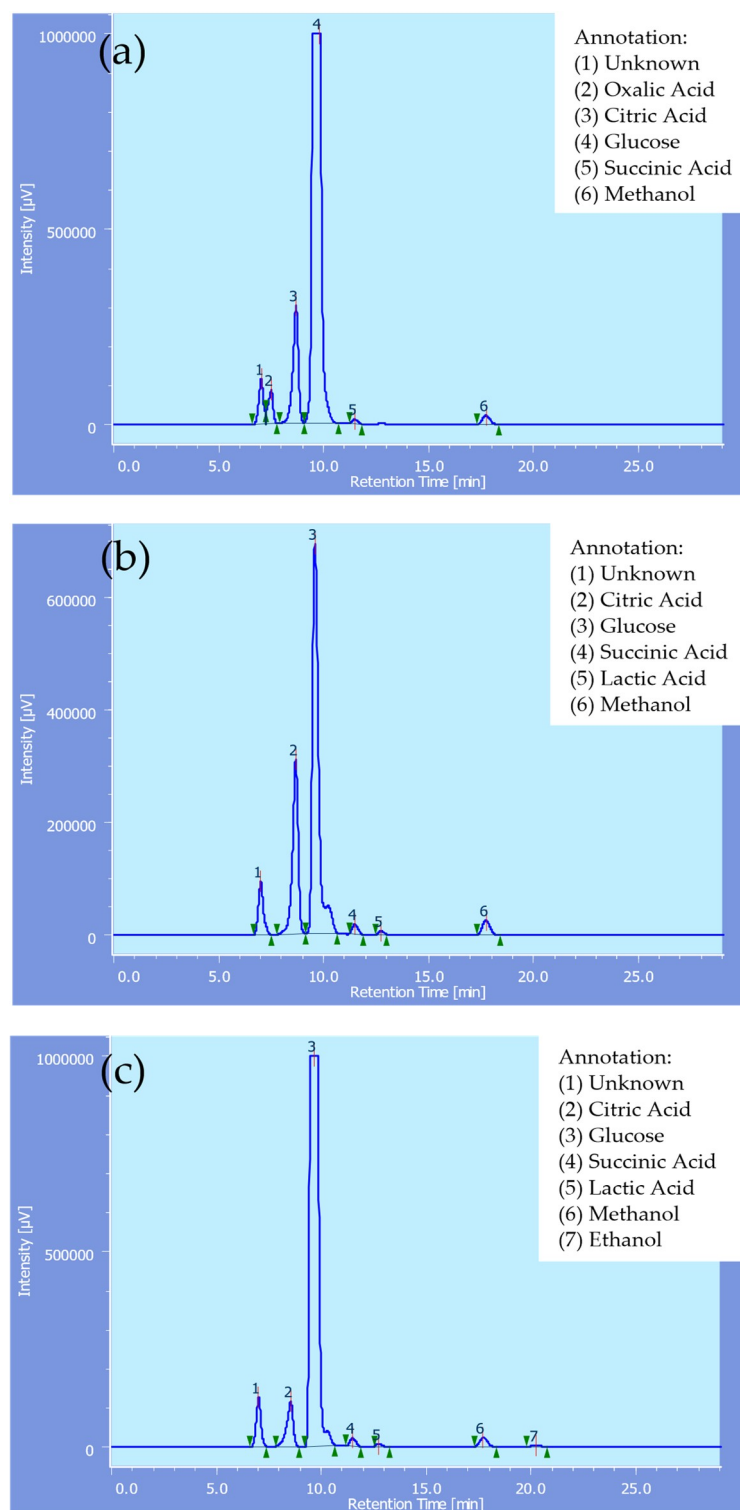 (a)
4
1000000
Annotation:
(1) Unknown
(2) Oxalic Acid
(3) Citric Acid
(4) Glucose
(5) Succinic Acid
(6) Methanol
Intensity [µV]
500000
3
1
2
5
6
0
0.0 5.0 10.0 15.0 20.0 25.0
Retention Time [min]
(b)
3
Annotation:
(1) Unknown
(2) Citric Acid
(3) Glucose
(4) Succinic Acid
(5) Lactic Acid
(6) Methanol
600000
Intensity [µV]
400000
2
200000
1
4
5
6
0
0.0 5.0 10.0 15.0 20.0 25.0
Retention Time [min]
(c)
3
1000000
Annotation:
(1) Unknown
(2) Citric Acid
(3) Glucose
(4) Succinic Acid
(5) Lactic Acid
(6) Methanol
(7) Ethanol
Intensity [µV]
500000
1
2
4
5
6
7
0
0.0 5.0 10.0 15.0 20.0 25.0
Retention Time [min]